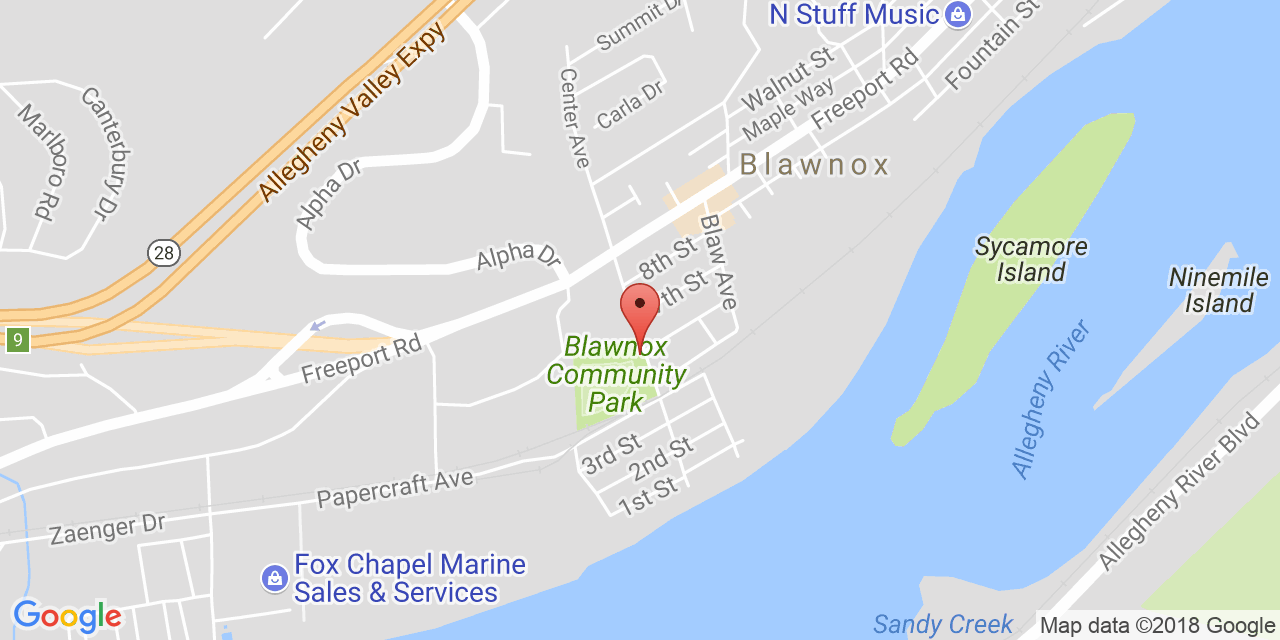 N Stuff Music
Summit Dr
Fountain St
Allegheny Valley Expy
Walnut St
Freeport Rd
Center Ave
Carla Dr
Maple Way
Canterbury Dr
Marlboro Rd
Blawnox
Alpha Dr
28
Alpha Dr
8th St
Blaw Ave
7th St
Sycamore
Island
Ninemile
Island
9
Freeport Rd
Blawnox
Community
Park
Allegheny River
3rd St
2nd St
1st St
Papercraft Ave
Zaenger Dr
Allegheny River Blvd
Fox Chapel Marine
Sales & Services
Google
Sandy Creek
Map data ©2018 Google